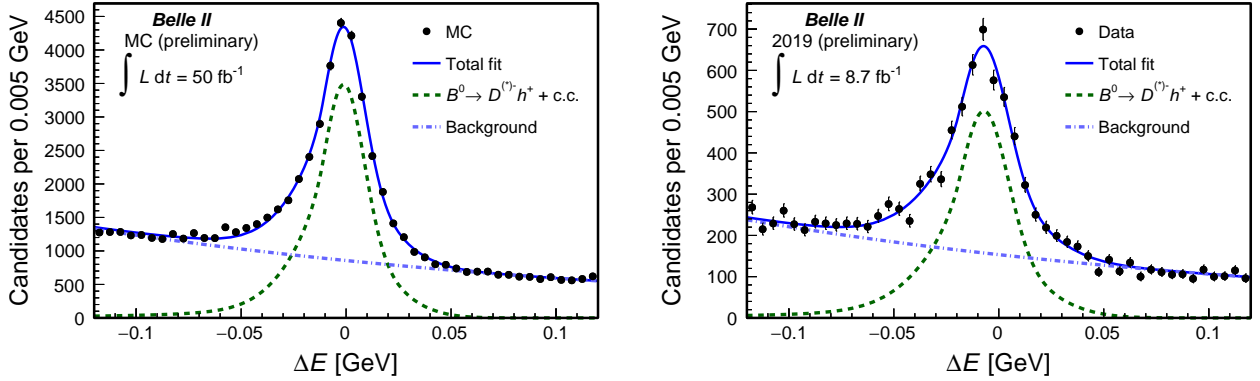 Belle II
MC (preliminary)
∫ L dt = 50 fb⁻¹
MC
Total fit
B⁰→ D⁽*⁾⁻h⁺ + c.c.
Background
Candidates per 0.005 GeV
4500
4000
3500
3000
2500
2000
1500
1000
500
0
−0.1 −0.05 0 0.05 0.1
ΔE [GeV]
Belle II
2019 (preliminary)
∫ L dt = 8.7 fb⁻¹
Data
Total fit
B⁰→ D⁽*⁾⁻h⁺ + c.c.
Background
Candidates per 0.005 GeV
700
600
500
400
300
200
100
0
−0.1 −0.05 0 0.05 0.1
ΔE [GeV]